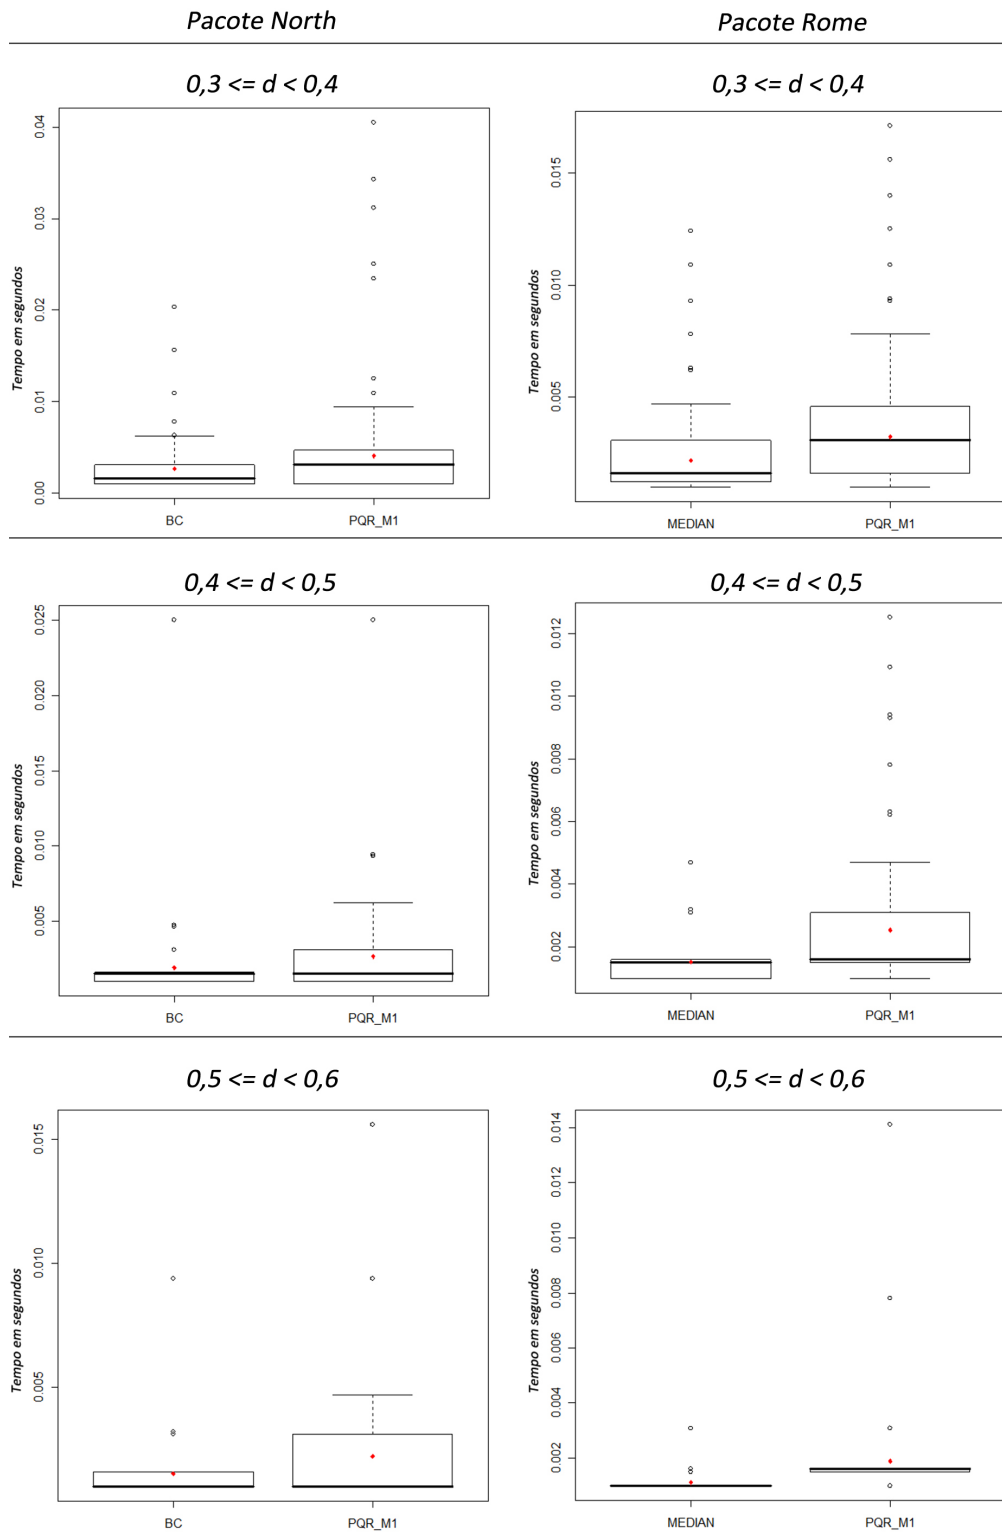 Pacote North
Pacote Rome
0,3 <= d < 0,4
0,3 <= d < 0,4
Tempo em segundos
0.04
0.03
0.02
0.01
0.00
BC
PQR_M1
Tempo em segundos
0.015
0.010
0.005
MEDIAN
PQR_M1
0,4 <= d < 0,5
0,4 <= d < 0,5
Tempo em segundos
0.025
0.020
0.015
0.010
0.005
BC
PQR_M1
Tempo em segundos
0.012
0.010
0.008
0.006
0.004
0.002
MEDIAN
PQR_M1
0,5 <= d < 0,6
0,5 <= d < 0,6
Tempo em segundos
0.015
0.010
0.005
BC
PQR_M1
Tempo em segundos
0.014
0.012
0.010
0.008
0.006
0.004
0.002
MEDIAN
PQR_M1